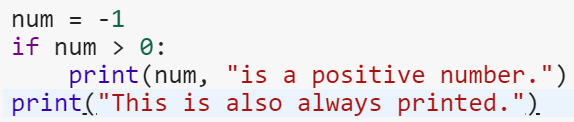 num = -1
if num > 0:
    print(num, "is a positive number.")
print("This is also always printed.")